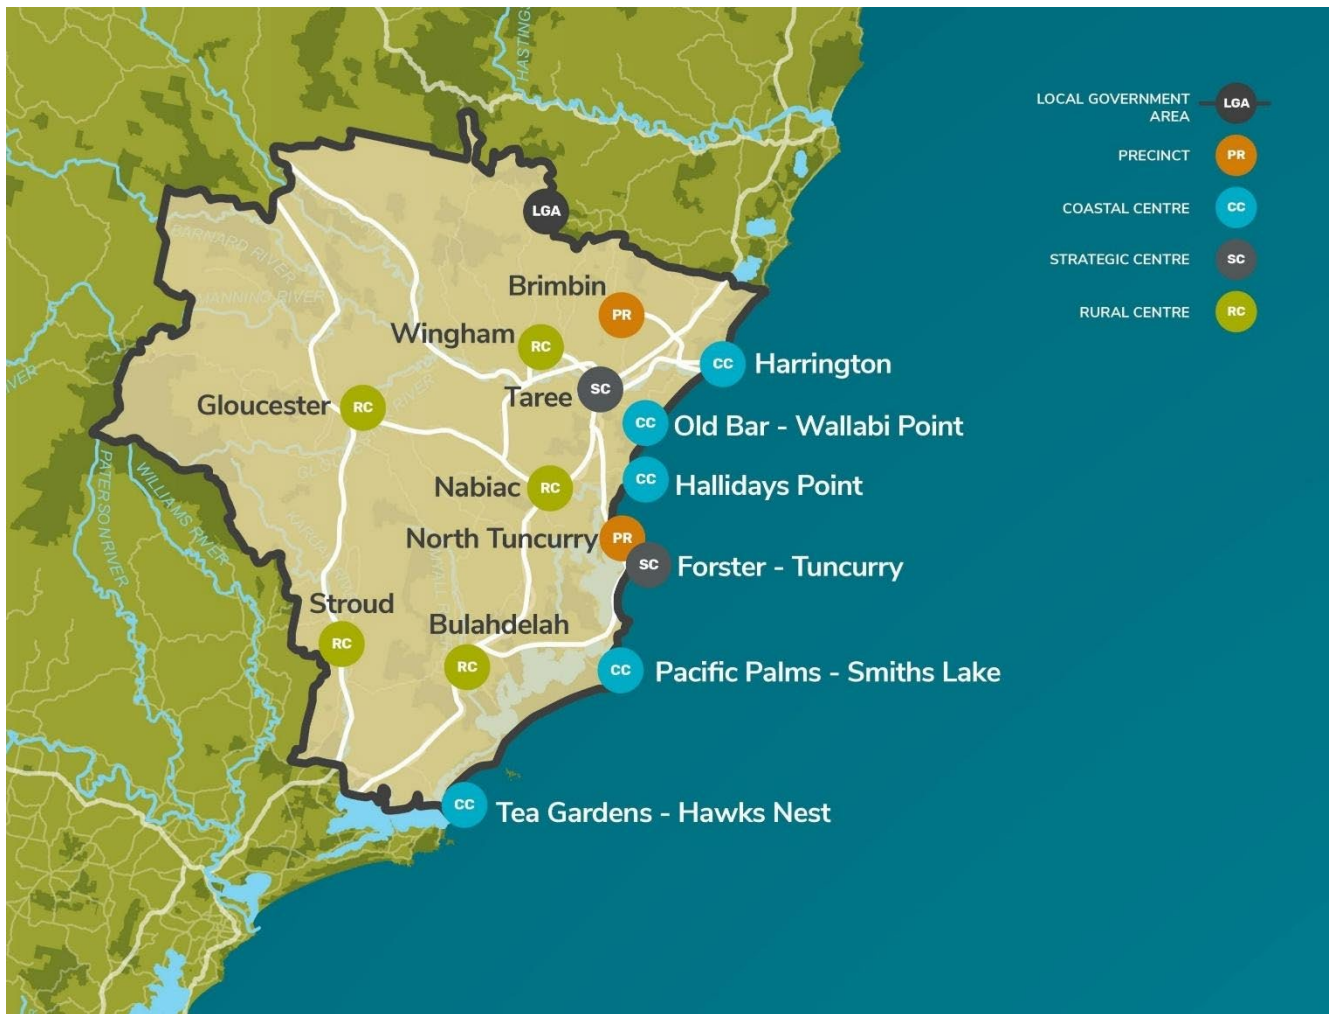 HASTINGS
LOCAL GOVERNMENT
AREA
LGA
PRECINCT
PR
COASTAL CENTRE
CC
STRATEGIC CENTRE
SC
RURAL CENTRE
RC
LGA
BARNARD RIVER
MANNING RIVER
Brimbin
PR
Wingham
RC
Harrington
CC
Taree
SC
Gloucester
RC
RIVER
RIVER
CC
Old Bar - Wallabi Point
CC
Hallidays Point
Nabiac
RC
PATERSON RIVER
WILLIAMS RIVER
North Tuncurry
PR
SC
Forster - Tuncurry
Stroud
RC
Bulahdelah
RC
CC
Pacific Palms - Smiths Lake
CC
Tea Gardens - Hawks Nest